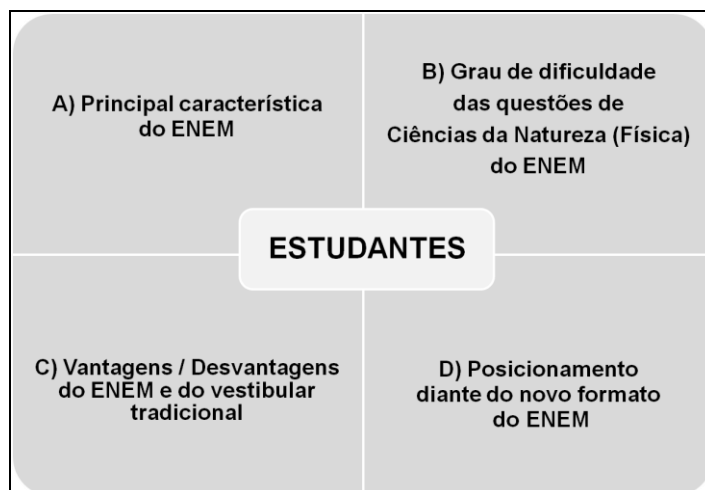 A) Principal característica
do ENEM
B) Grau de dificuldade
das questões de
Ciências da Natureza (Física)
do ENEM
ESTUDANTES
C) Vantagens / Desvantagens
do ENEM e do vestibular
tradicional
D) Posicionamento
diante do novo formato
do ENEM